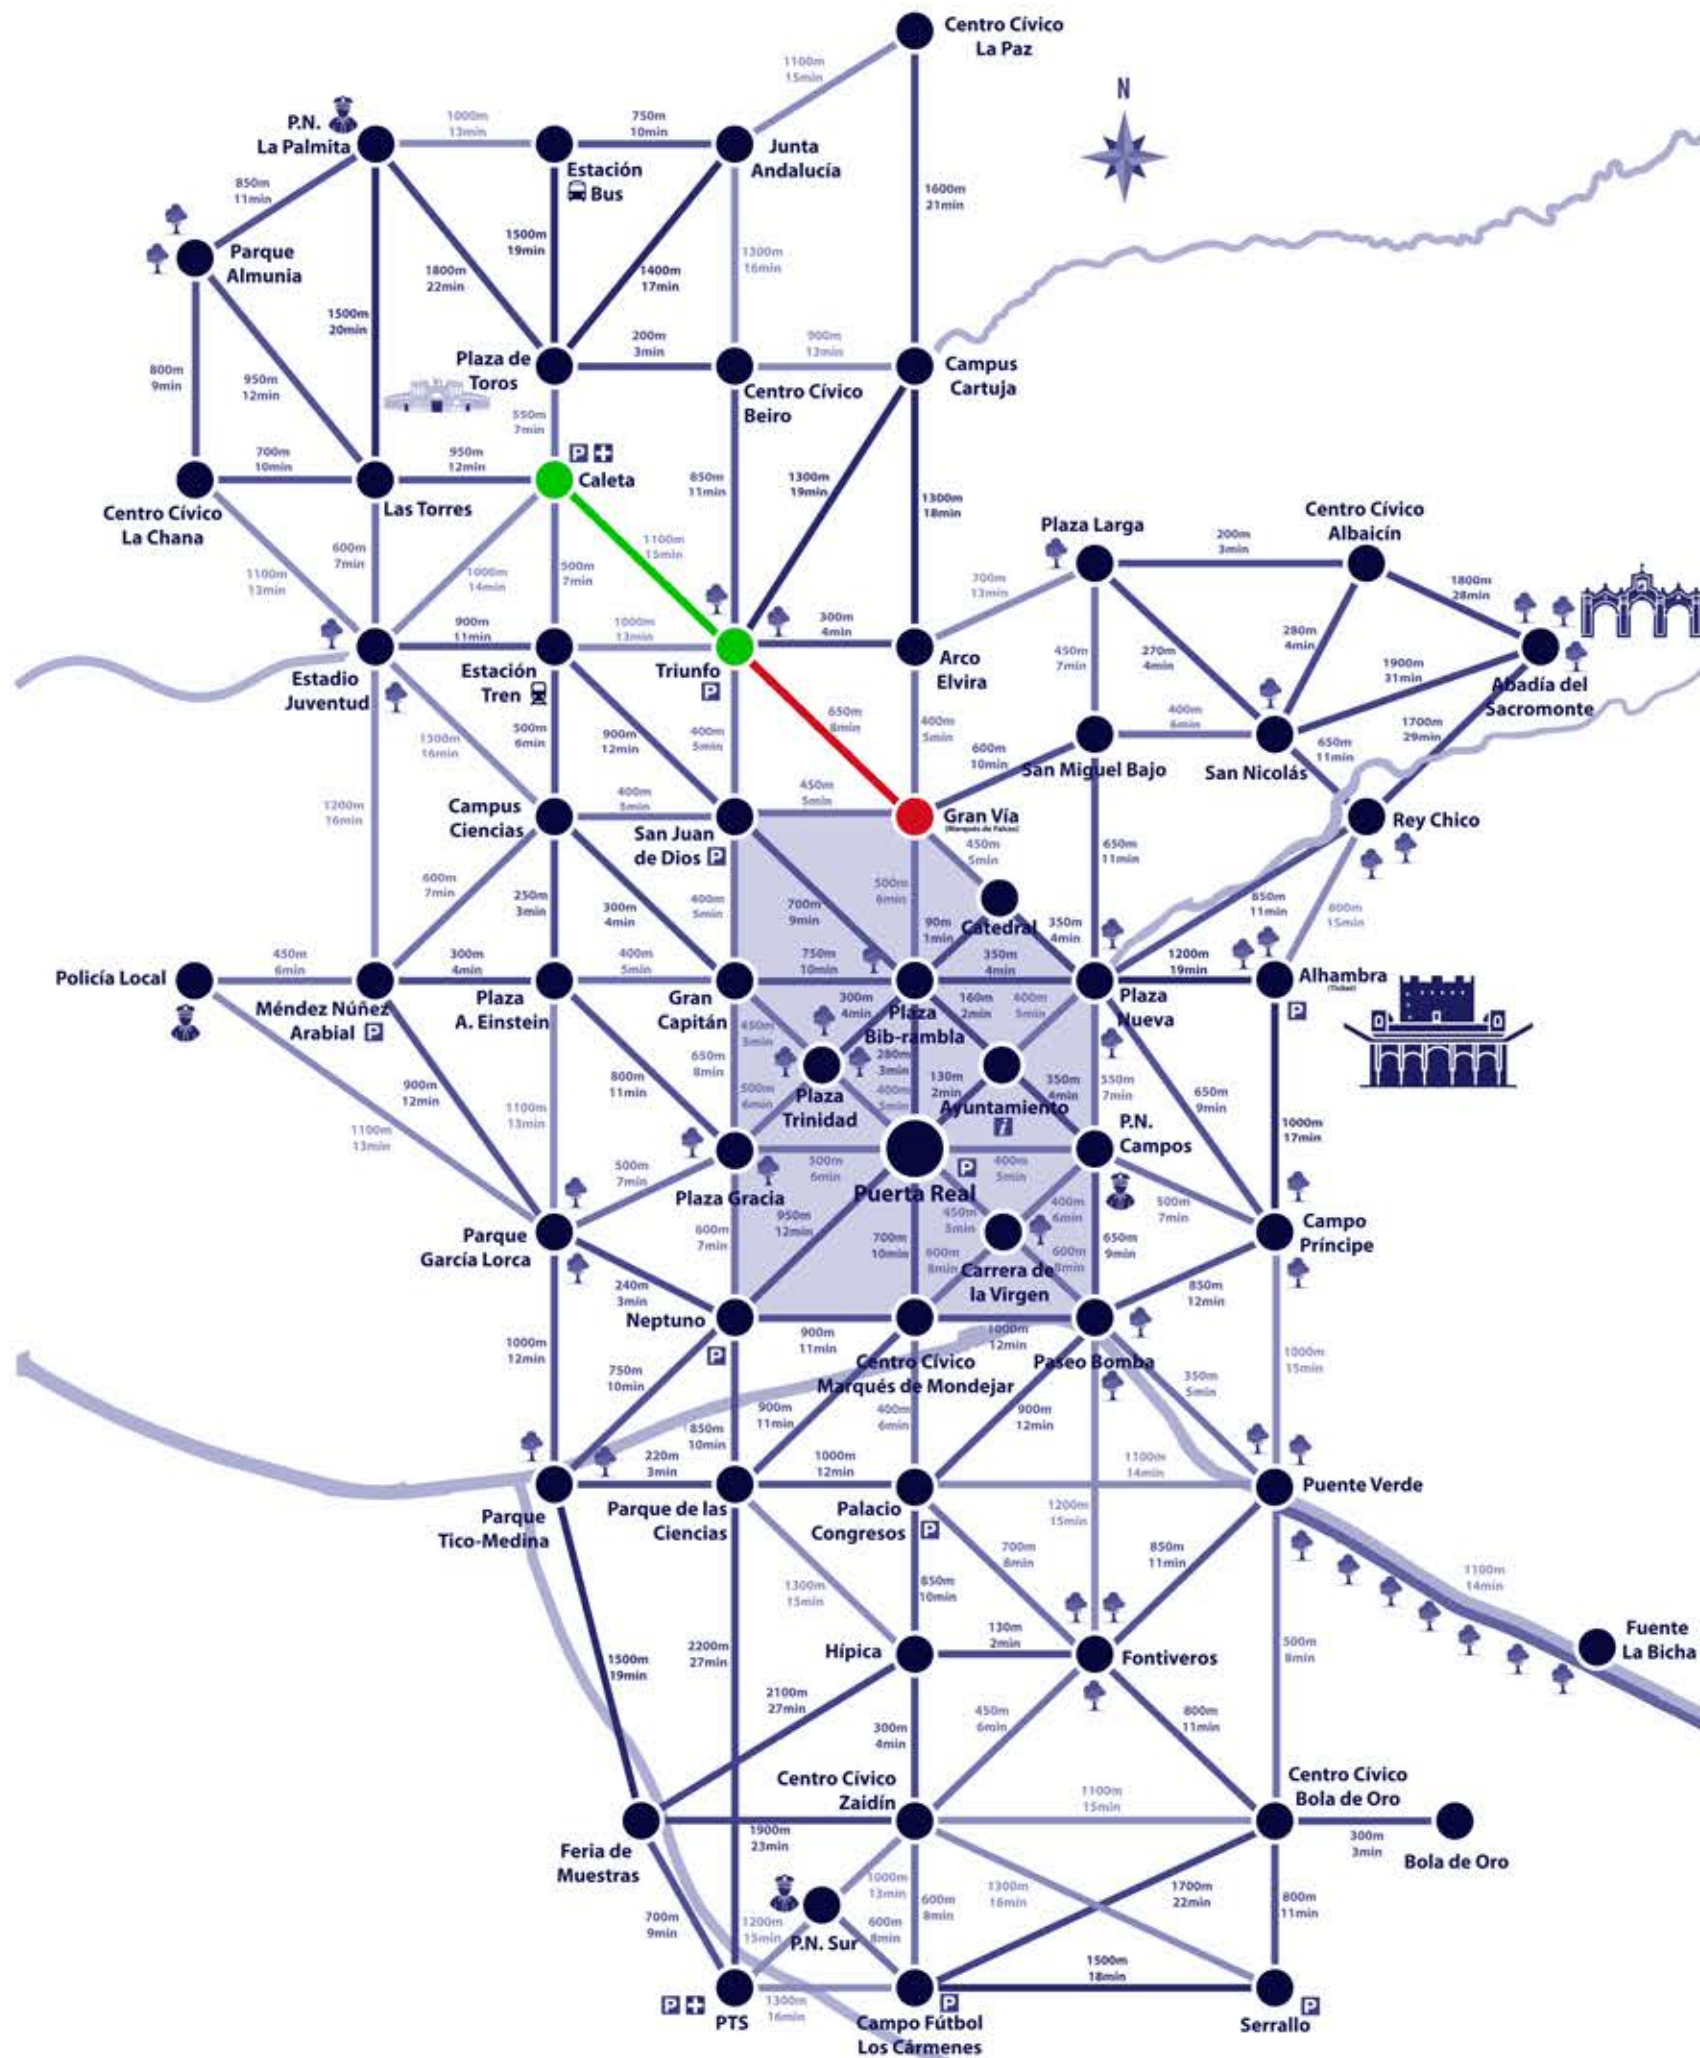 Centro Cívico
La Paz
1100m
15min
N
P.N.
La Palmita
1000m
13min
750m
10min
Junta
Andalucía
Estación
Bus
850m
11min
1600m
21min
Parque
Almunia
1500m
19min
1300m
16min
1800m
22min
1400m
17min
1500m
20min
200m
3min
900m
13min
Plaza de
Toros
Campus
Cartuja
800m
9min
950m
12min
Centro Cívico
Beiro
550m
7min
P
700m
10min
950m
12min
Caleta
850m
11min
1300m
19min
1300m
18min
Las Torres
Centro Cívico
La Chana
Plaza Larga
Centro Cívico
Albaicín
200m
3min
600m
7min
1100m
15min
1100m
13min
1000m
14min
500m
7min
700m
13min
1800m
28min
900m
11min
1000m
13min
300m
4min
450m
7min
270m
4min
280m
4min
1900m
31min
Estadio
Juventud
Estación
Tren
Triunfo
P
Arco
Elvira
Abadía del
Sacromonte
1300m
16min
500m
6min
900m
12min
400m
5min
650m
8min
400m
5min
600m
10min
400m
6min
650m
11min
1700m
29min
San Miguel Bajo
San Nicolás
1200m
16min
Campus
Ciencias
400m
5min
450m
5min
San Juan
de Dios P
Gran Vía
(Marqués de Falces)
Rey Chico
450m
5min
650m
11min
600m
7min
250m
3min
300m
4min
400m
5min
700m
9min
500m
6min
90m
1min
Catedral
350m
4min
850m
11min
800m
15min
Policía Local
450m
6min
300m
4min
400m
5min
750m
10min
350m
4min
1200m
19min
Alhambra
(Ticket)
P
Méndez Núñez
Arabial P
Plaza
A. Einstein
Gran
Capitán
300m
4min
Plaza
Bib-rambla
160m
2min
400m
5min
Plaza
Nueva
450m
5min
650m
8min
280m
3min
900m
12min
800m
11min
500m
6min
400m
5min
130m
2min
350m
4min
550m
7min
650m
9min
Plaza
Trinidad
Ayuntamiento
i
P.N.
Campos
1100m
13min
1100m
13min
1000m
17min
500m
7min
500m
6min
P
400m
5min
Plaza Gracia
Puerta Real
400m
6min
500m
7min
Parque
García Lorca
600m
7min
950m
12min
450m
5min
700m
10min
600m
8min
Carrera de
la Virgen
600m
8min
650m
9min
Campo
Príncipe
850m
12min
240m
3min
Neptuno
P
900m
11min
1000m
12min
1000m
12min
Centro Cívico
Marqués de Mondejar
Paseo Bomba
350m
5min
1000m
15min
750m
10min
900m
11min
400m
6min
900m
12min
850m
10min
220m
3min
1000m
12min
1100m
14min
Puente Verde
Parque
Tico-Medina
Parque de las
Ciencias
Palacio
Congresos P
1200m
15min
700m
8min
850m
11min
1100m
14min
1300m
15min
850m
10min
Hípica
130m
2min
Fontiveros
Fuente
La Bicha
500m
8min
1500m
19min
2200m
27min
2100m
27min
300m
4min
450m
6min
800m
11min
Centro Cívico
Zaidín
1100m
15min
Centro Cívico
Bola de Oro
300m
3min
Bola de Oro
Feria de
Muestras
1900m
23min
1000m
13min
600m
8min
1300m
16min
1700m
22min
800m
11min
700m
9min
1200m
15min
P.N. Sur
600m
8min
1500m
18min
P
PTS
1300m
16min
P
Campo Fútbol
Los Cármenes
Serrallo
P